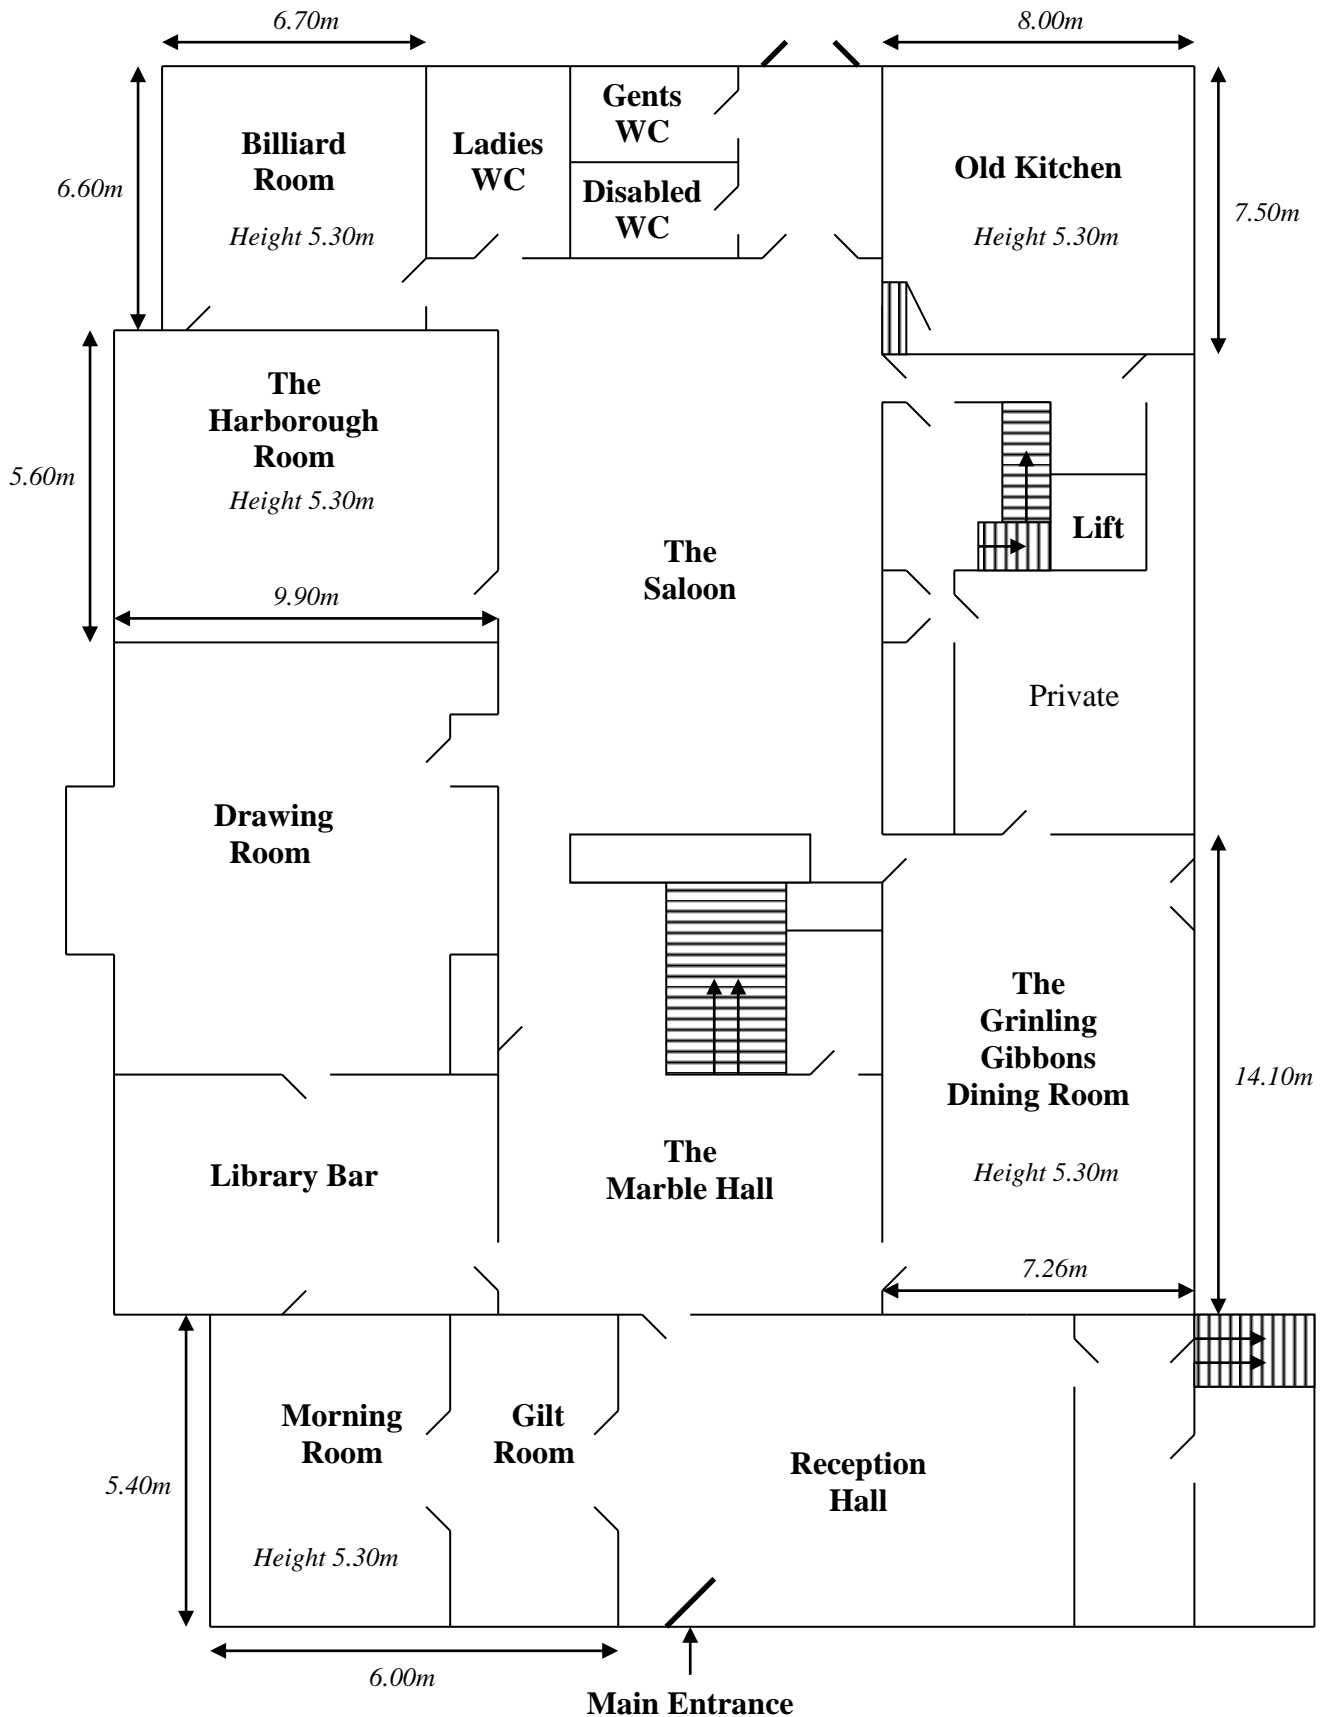 6.70m
8.00m
Gents
WC
Billiard
Room
Ladies
WC
Old Kitchen
6.60m
Disabled
WC
7.50m
Height 5.30m
Height 5.30m
The
Harborough
Room
Height 5.30m
5.60m
Lift
The
Saloon
9.90m
Private
Drawing
Room
The
Grinling
Gibbons
Dining Room
14.10m
The
Marble Hall
Library Bar
Height 5.30m
7.26m
Morning
Room
Gilt
Room
Reception
Hall
5.40m
Height 5.30m
6.00m
Main Entrance